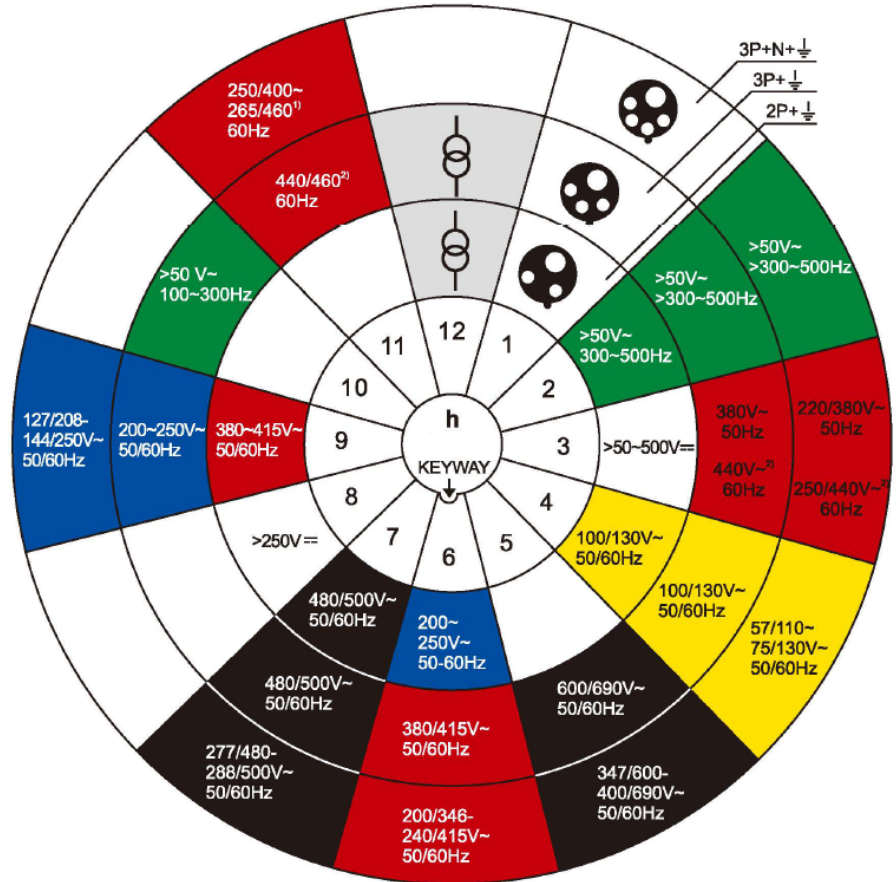 3P+N+⏚
3P+⏚
2P+⏚
250/400~
265/460¹⁾
60Hz
440/460²⁾
60Hz
>50V~
>300~500Hz
>50V~
>300~500Hz
>50V~
300~500Hz
>50 V~
100~300Hz
11
12
1
10
2
9
3
8
4
7
6
5
h
KEYWAY
127/208-
144/250V~
50/60Hz
200~250V~
50/60Hz
380~415V~
50/60Hz
>50~500V⎓
380V~
50Hz
440V~²⁾
60Hz
220/380V~
50Hz
250/440V~²⁾
60Hz
>250V⎓
100/130V~
50/60Hz
100/130V~
50/60Hz
57/110~
75/130V~
50/60Hz
480/500V~
50/60Hz
480/500V~
50/60Hz
277/480-
288/500V~
50/60Hz
200~
250V~
50-60Hz
380/415V~
50/60Hz
200/346-
240/415V~
50/60Hz
600/690V~
50/60Hz
347/600-
400/690V~
50/60Hz